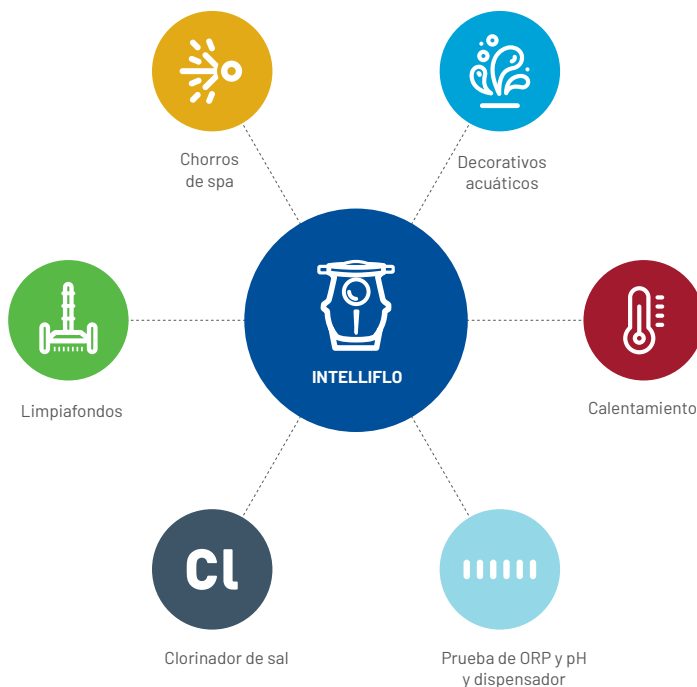 Chorros
de spa
Decorativos
acuáticos
INTELLIFLO
Limpiafondos
Calentamiento
Cl
Clorinador de sal
Prueba de ORP y pH
y dispensador